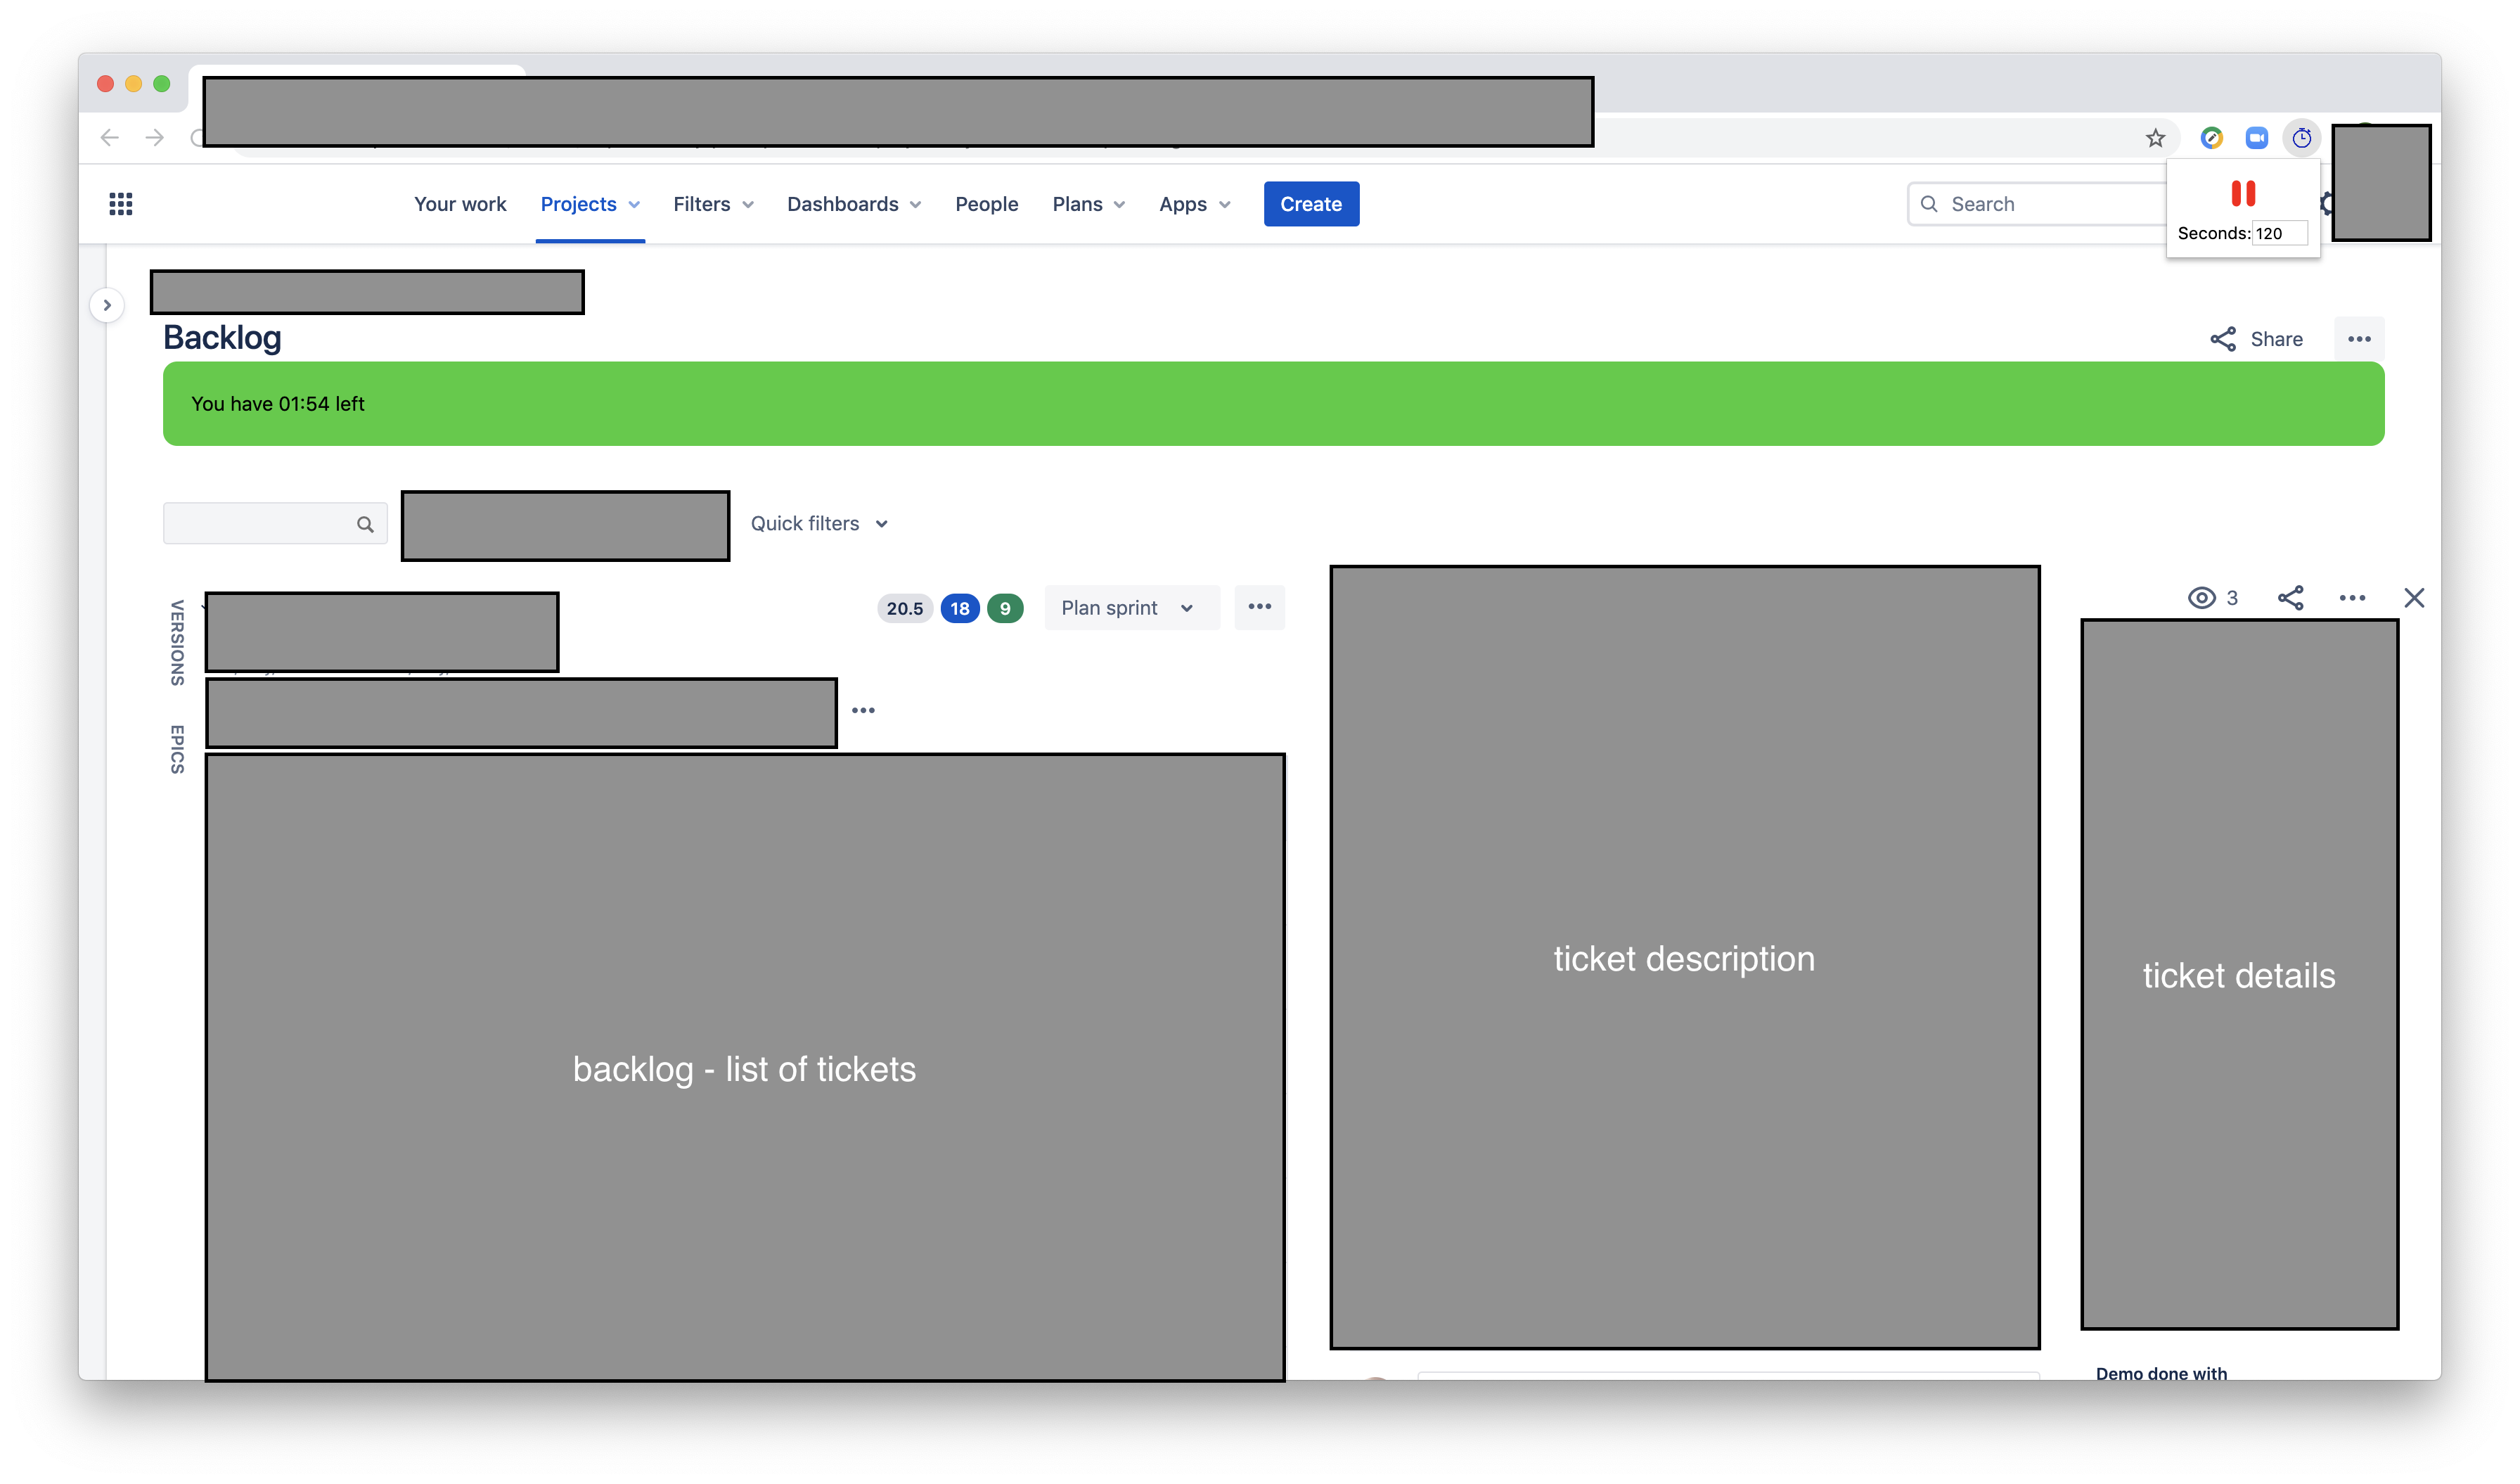 Your work Projects Filters Dashboards People Plans Apps Create Search
Seconds: 120
Backlog
Share
You have 01:54 left
Quick filters
VERSIONS
EPICS
20.5 18 9 Plan sprint
3
ticket description
ticket details
backlog - list of tickets
Demo done with